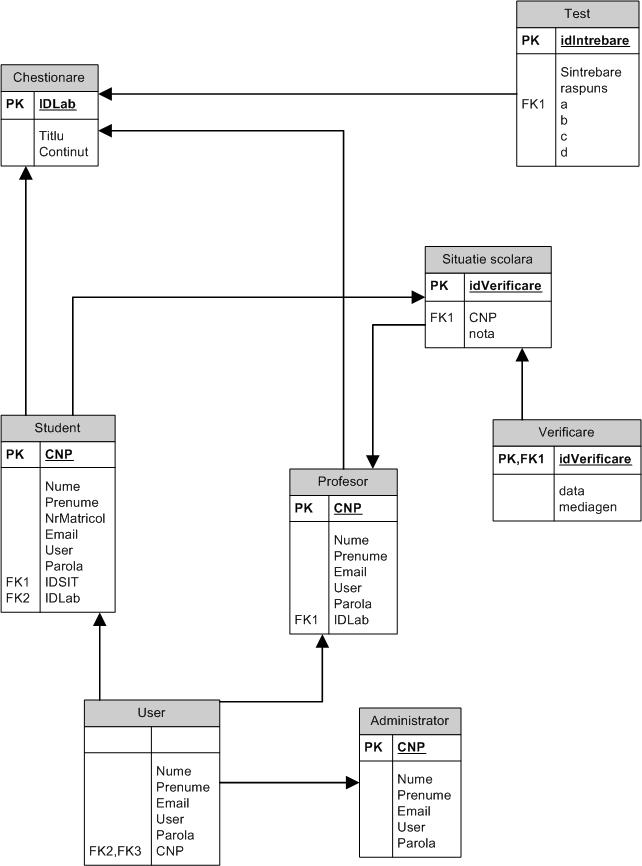 Test
PK idIntrebare
Sintrebare
raspuns
FK1 a
b
c
d
Chestionare
PK IDLab
Titlu
Continut
Situatie scolara
PK idVerificare
FK1 CNP
nota
Student
PK CNP
Nume
Prenume
NrMatricol
Email
User
Parola
FK1 IDSIT
FK2 IDLab
Verificare
PK,FK1 idVerificare
data
mediagen
Profesor
PK CNP
Nume
Prenume
Email
User
Parola
FK1 IDLab
User
Nume
Prenume
Email
User
Parola
FK2,FK3 CNP
Administrator
PK CNP
Nume
Prenume
Email
User
Parola